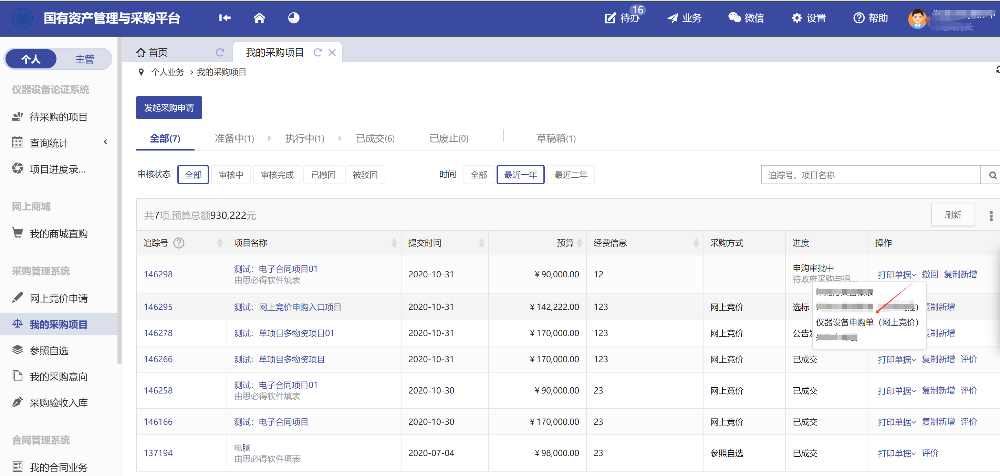 国有资产管理与采购平台
待办 16
业务
微信
设置
帮助
个人 主管
仪器设备论证系统
待采购的项目
查询统计
项目进度录...
网上商城
我的商城直购
采购管理系统
网上竞价申请
我的采购项目
参照自选
我的采购意向
采购验收入库
合同管理系统
我的合同业务
首页 我的采购项目
个人业务 > 我的采购项目
发起采购申请
全部(7) 准备中(1) 执行中(1) 已成交(6) 已废止(0) 草稿箱(1)
审核状态 全部 审核中 审核完成 已撤回 被驳回 时间 全部 最近一年 最近二年 追踪号、项目名称
共7项,预算总额930,222元 刷新
追踪号 项目名称 提交时间 预算 经费信息 采购方式 进度 操作
146298 测试：电子合同项目01 2020-10-31 ￥90,000.00 12 申购审批中 打印单据 撤回 复制新增
由思必得软件填表 待政府采购与招...
146295 测试：网上竞价申购入口项目 2020-10-31 ￥142,222.00 123 网上竞价 选标 复制新增
仪器设备申购单（网上竞价）
146278 测试：单项目多物资项目01 2020-10-31 ￥170,000.00 123 网上竞价 公告 复制新增
146266 测试：单项目多物资项目 2020-10-31 ￥170,000.00 123 网上竞价 已成交 打印单据 复制新增 评价
146258 测试：电子合同项目01 2020-10-30 ￥90,000.00 23 网上竞价 已成交 打印单据 复制新增 评价
由思必得软件填表
146166 测试：电子合同项目 2020-10-30 ￥170,000.00 23 网上竞价 已成交 打印单据 复制新增 评价
137194 电脑 2020-07-04 ￥98,000.00 23 参照自选 已成交 打印单据 评价
由思必得软件填表